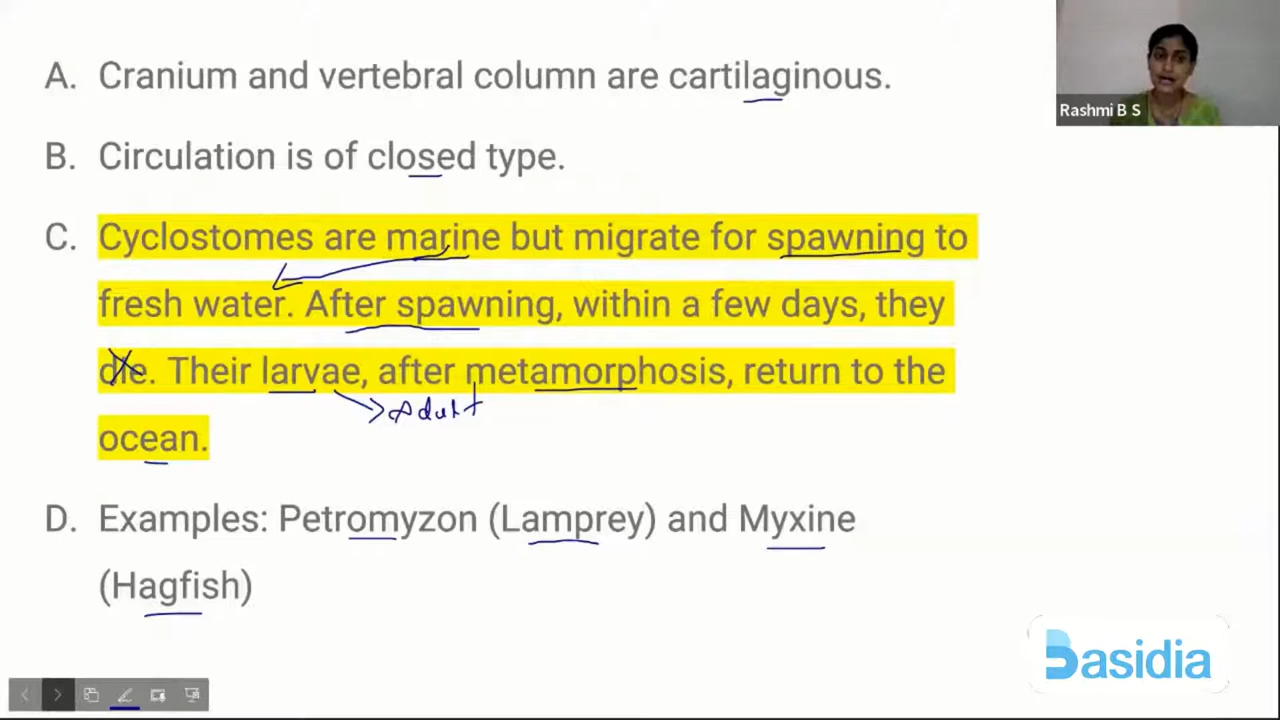 A. Cranium and vertebral column are cartilaginous.
Rashmi B S
B. Circulation is of closed type.
C. Cyclostomes are marine but migrate for spawning to
fresh water. After spawning, within a few days, they
die. Their larvae, after metamorphosis, return to the
Adult
ocean.
D. Examples: Petromyzon (Lamprey) and Myxine
(Hagfish)
Basidia